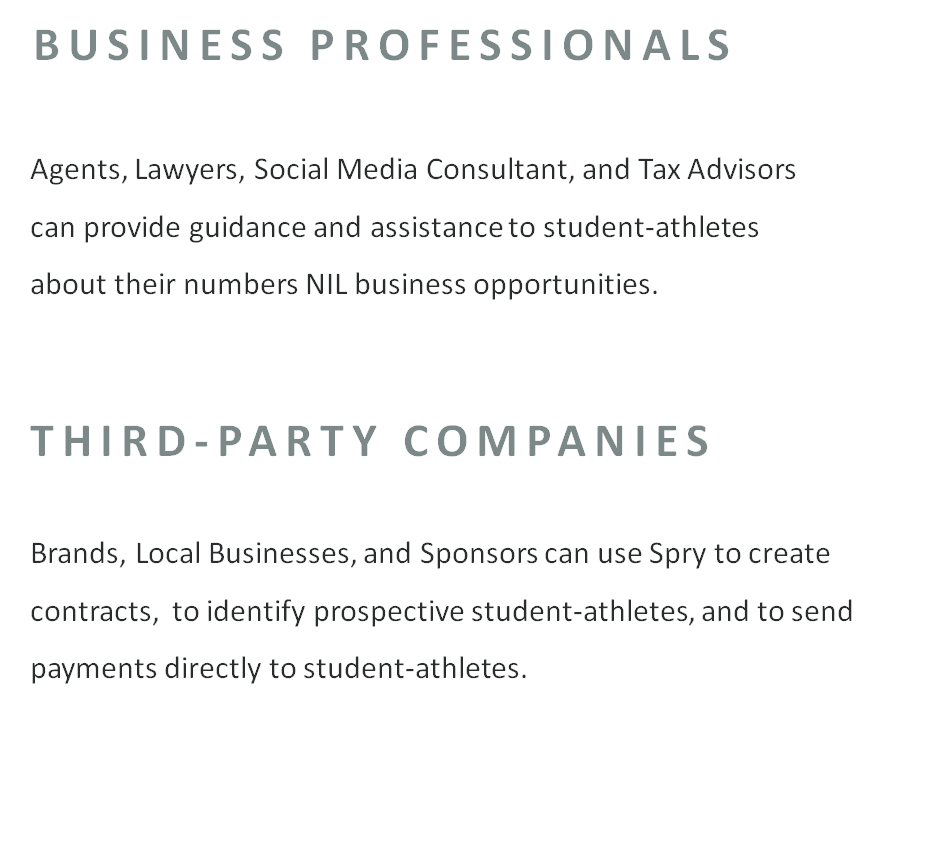 BUSINESS PROFESSIONALS
Agents, Lawyers, Social Media Consultant, and Tax Advisors
can provide guidance and assistance to student-athletes
about their numbers NIL business opportunities.
THIRD-PARTY COMPANIES
Brands, Local Businesses, and Sponsors can use Spry to create
contracts,  to identify prospective student-athletes, and to send
payments directly to student-athletes.